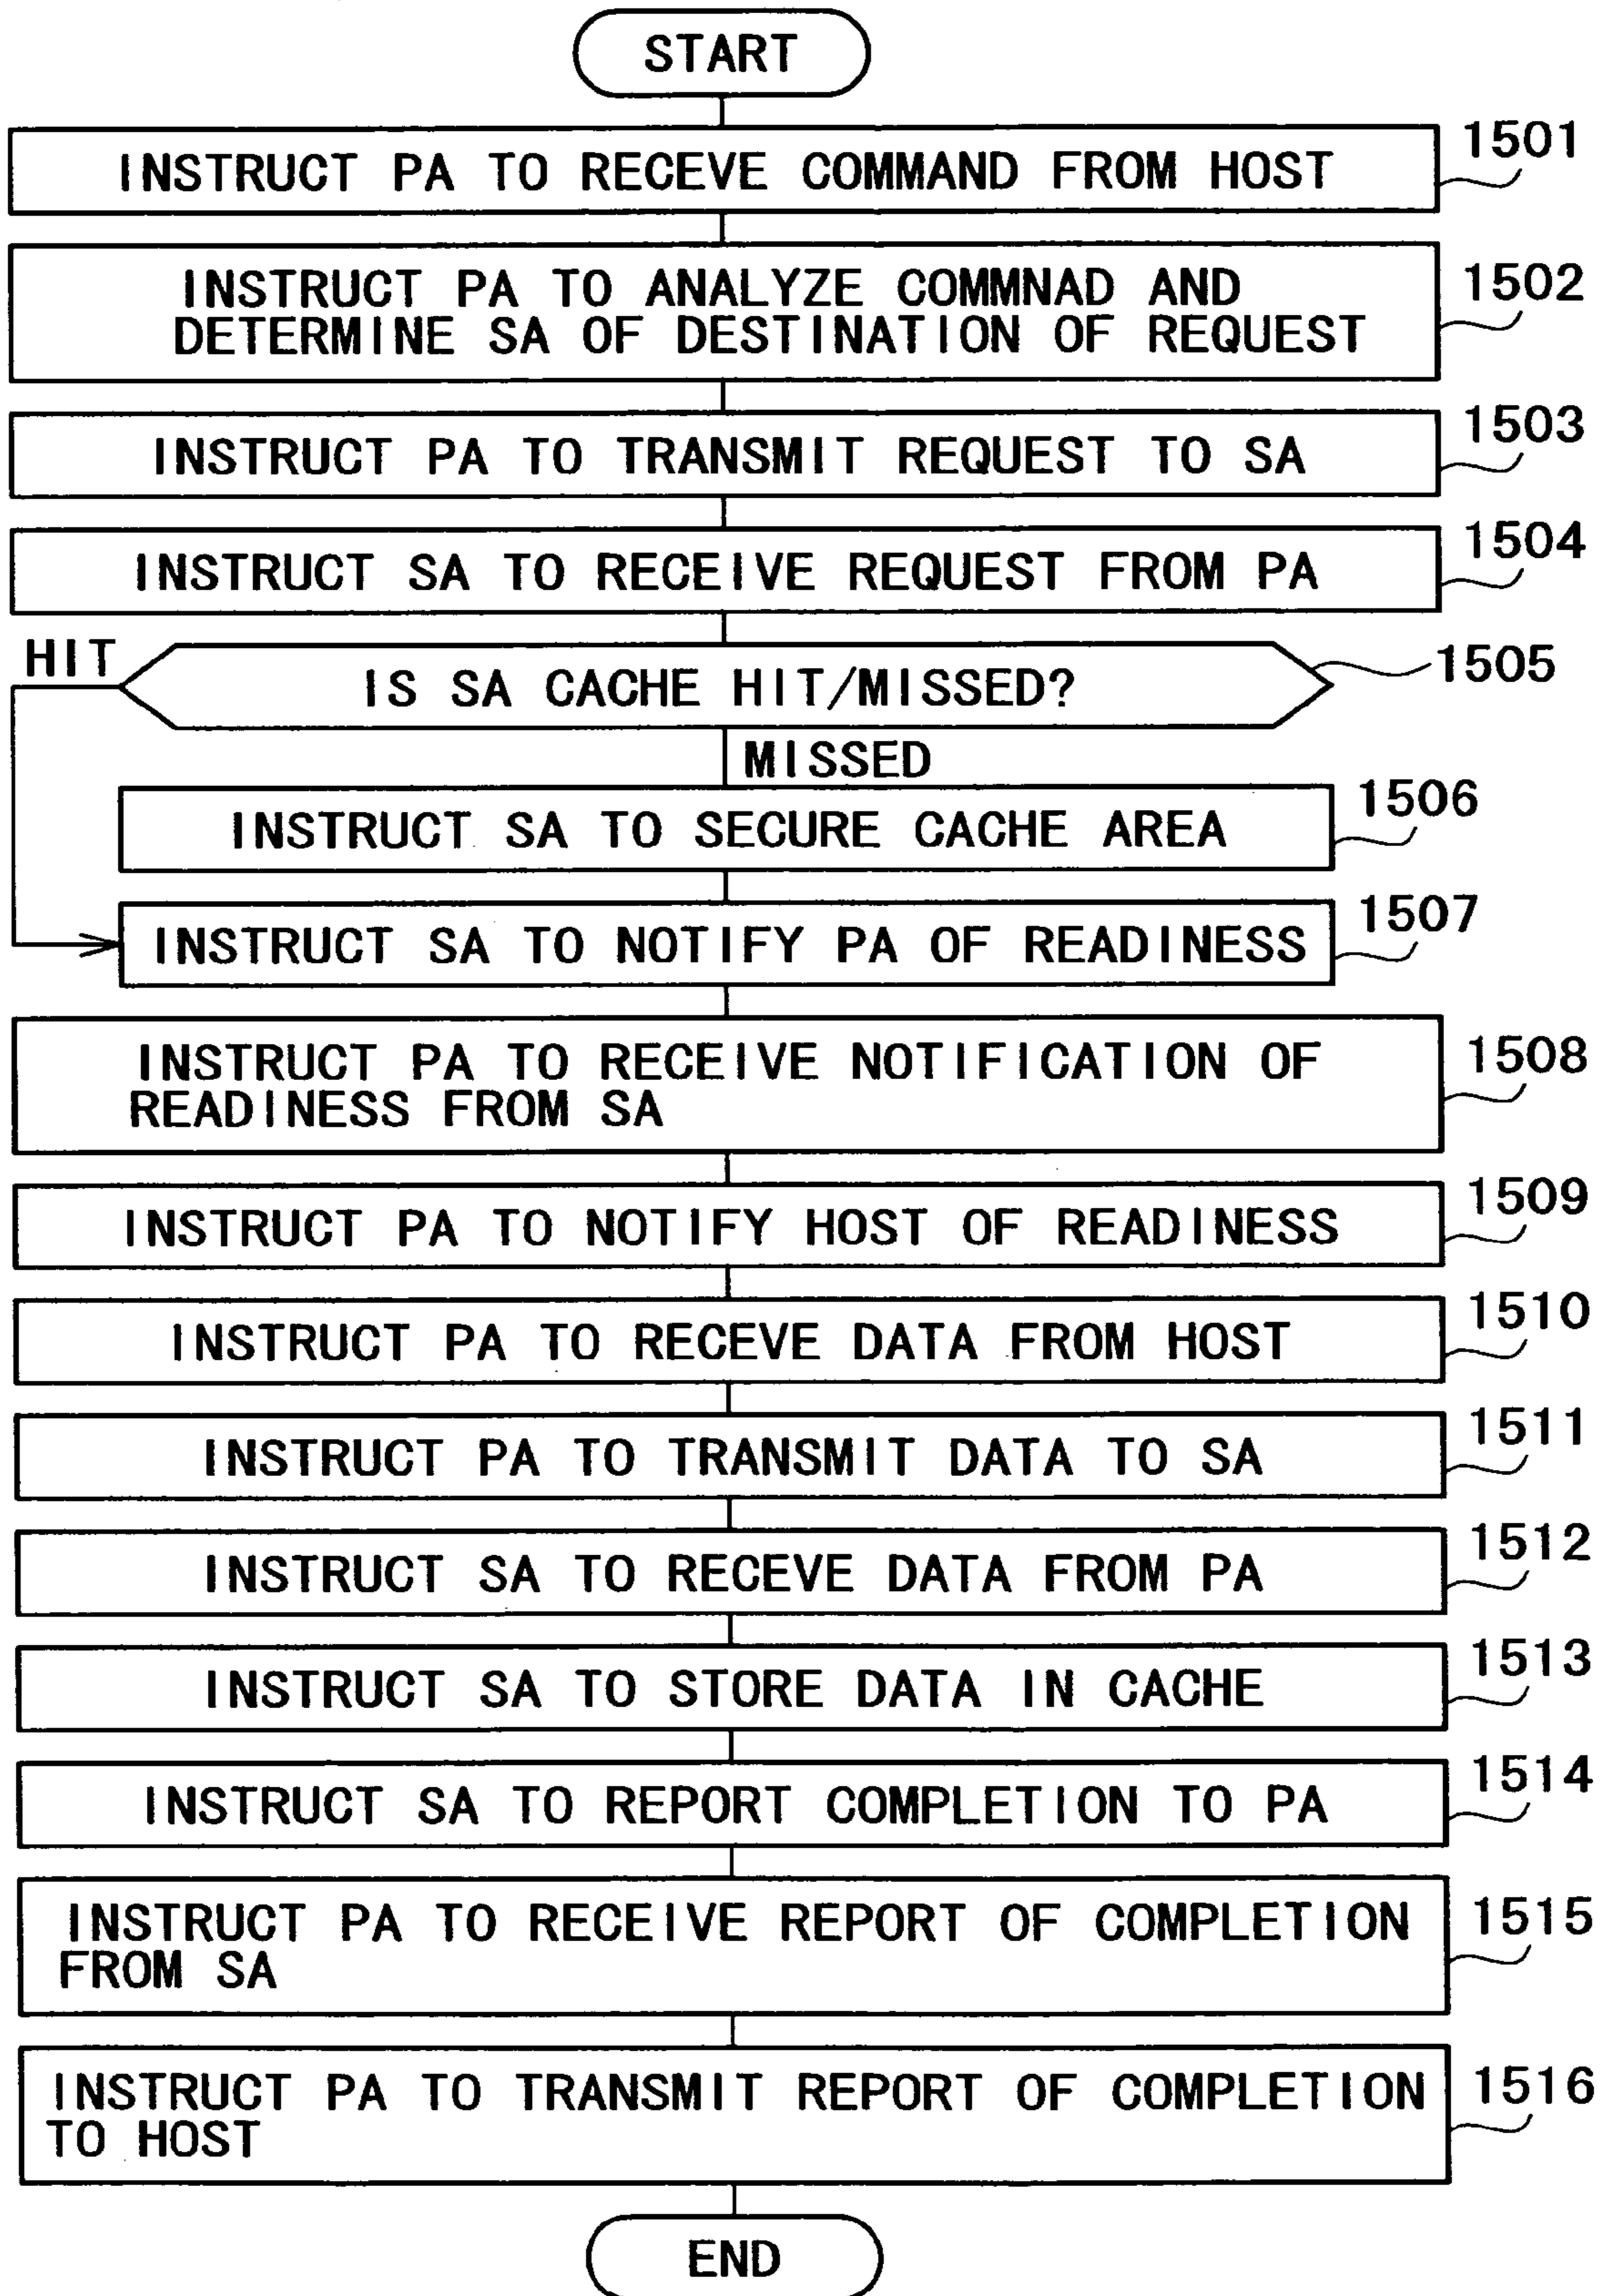 START
INSTRUCT PA TO RECEVE COMMAND FROM HOST
1501
INSTRUCT PA TO ANALYZE COMMNAD AND
DETERMINE SA OF DESTINATION OF REQUEST
1502
INSTRUCT PA TO TRANSMIT REQUEST TO SA
1503
INSTRUCT SA TO RECEIVE REQUEST FROM PA
1504
HIT
IS SA CACHE HIT/MISSED?
1505
MISSED
INSTRUCT SA TO SECURE CACHE AREA
1506
INSTRUCT SA TO NOTIFY PA OF READINESS
1507
INSTRUCT PA TO RECEIVE NOTIFICATION OF
READINESS FROM SA
1508
INSTRUCT PA TO NOTIFY HOST OF READINESS
1509
INSTRUCT PA TO RECEVE DATA FROM HOST
1510
INSTRUCT PA TO TRANSMIT DATA TO SA
1511
INSTRUCT SA TO RECEVE DATA FROM PA
1512
INSTRUCT SA TO STORE DATA IN CACHE
1513
INSTRUCT SA TO REPORT COMPLETION TO PA
1514
INSTRUCT PA TO RECEIVE REPORT OF COMPLETION
FROM SA
1515
INSTRUCT PA TO TRANSMIT REPORT OF COMPLETION
TO HOST
1516
END